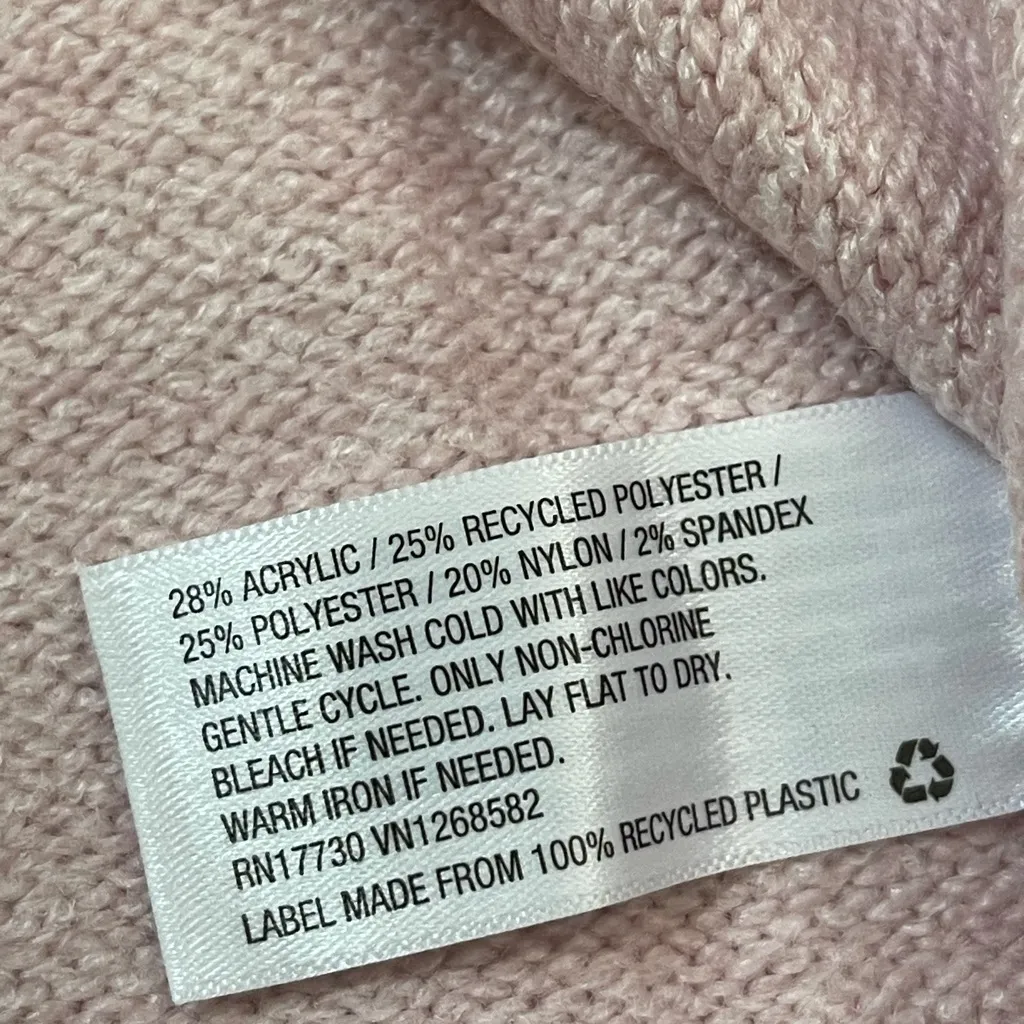 28% ACRYLIC / 25% RECYCLED POLYESTER /
25% POLYESTER / 20% NYLON / 2% SPANDEX
MACHINE WASH COLD WITH LIKE COLORS.
GENTLE CYCLE. ONLY NON-CHLORINE
BLEACH IF NEEDED. LAY FLAT TO DRY.
WARM IRON IF NEEDED.
RN17730 VN1268582
LABEL MADE FROM 100% RECYCLED PLASTIC